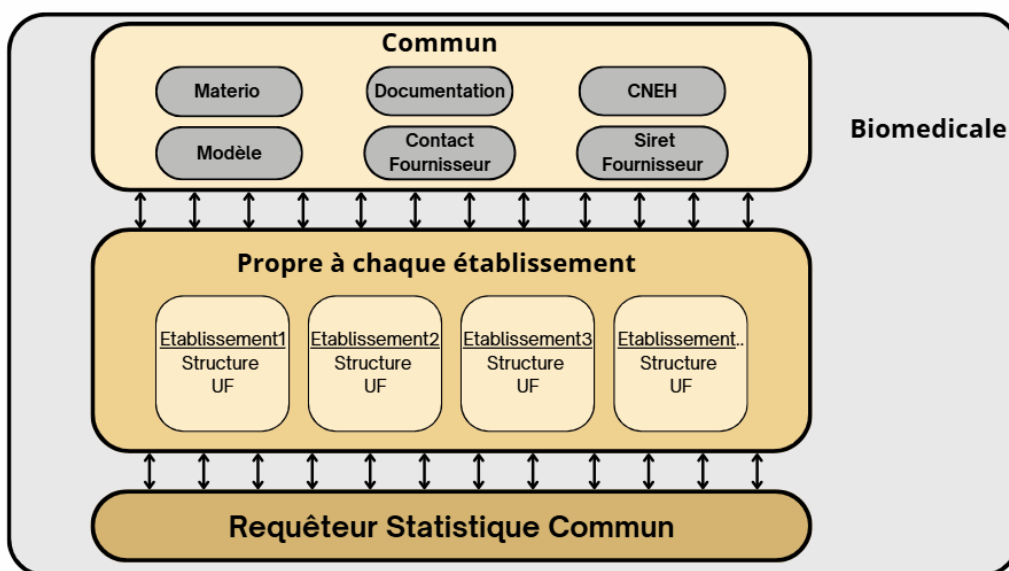 Commun
Materio
Documentation
CNEH
Biomedicale
Modèle
Contact
Fournisseur
Siret
Fournisseur
Propre à chaque établissement
Etablissement1
Structure
UF
Etablissement2
Structure
UF
Etablissement3
Structure
UF
Etablissement..
Structure
UF
Requêteur Statistique Commun